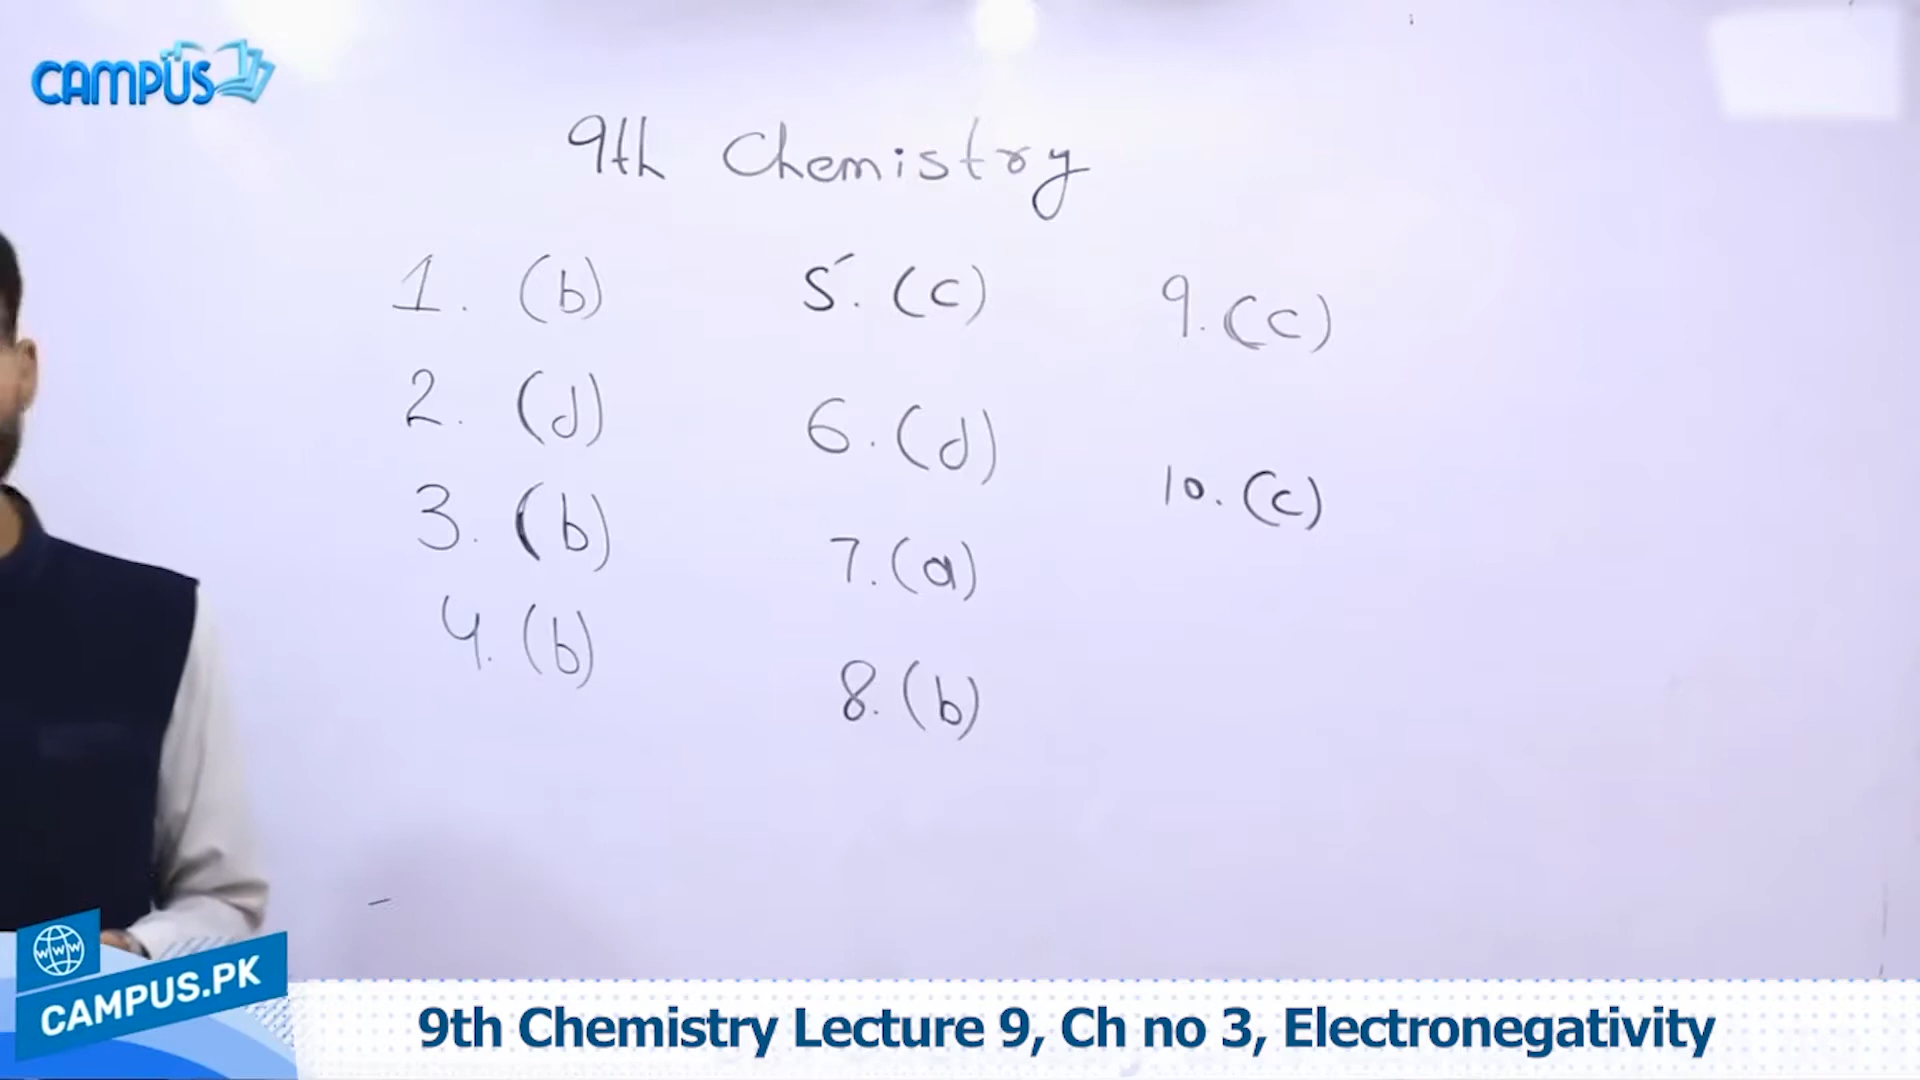 CAMPUS
9th Chemistry
1. (b)
2. (d)
3. (b)
4. (b)
5. (c)
6. (d)
7. (a)
8. (b)
9. (c)
10. (c)
www
CAMPUS.PK
9th Chemistry Lecture 9, Ch no 3, Electronegativity